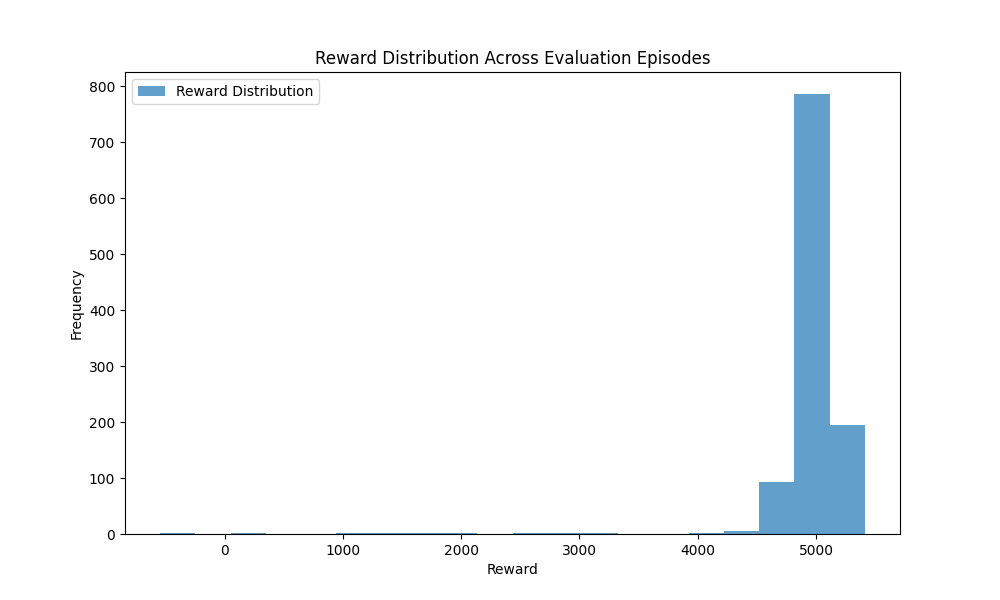 Reward Distribution Across Evaluation Episodes
Reward Distribution
800
700
600
500
400
300
200
100
0
Frequency
0 1000 2000 3000 4000 5000
Reward